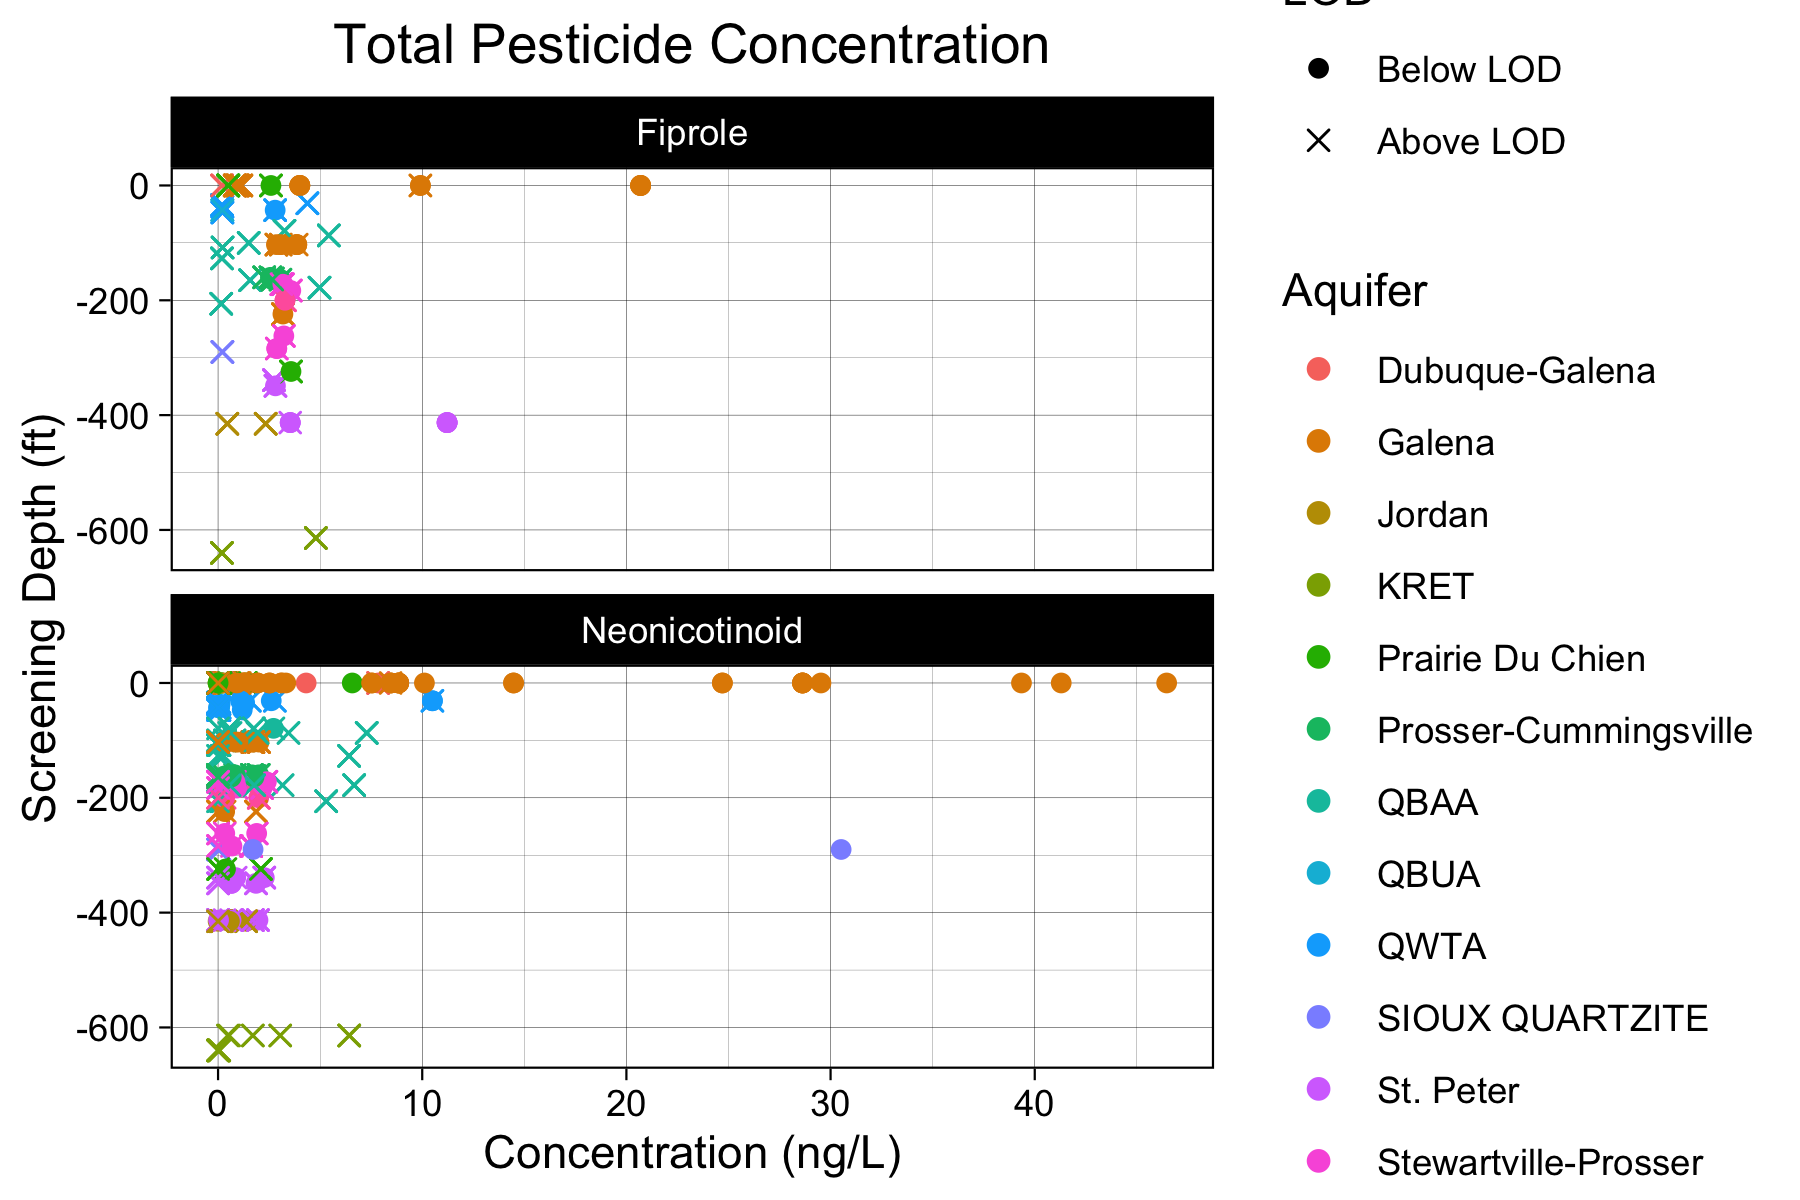 Total Pesticide Concentration
LOD
Below LOD
Above LOD
Fiprole
0
-200
-400
-600
Screening Depth (ft)
Neonicotinoid
0
-200
-400
-600
0 10 20 30 40
Concentration (ng/L)
Aquifer
Dubuque-Galena
Galena
Jordan
KRET
Prairie Du Chien
Prosser-Cummingsville
QBAA
QBUA
QWTA
SIOUX QUARTZITE
St. Peter
Stewartville-Prosser